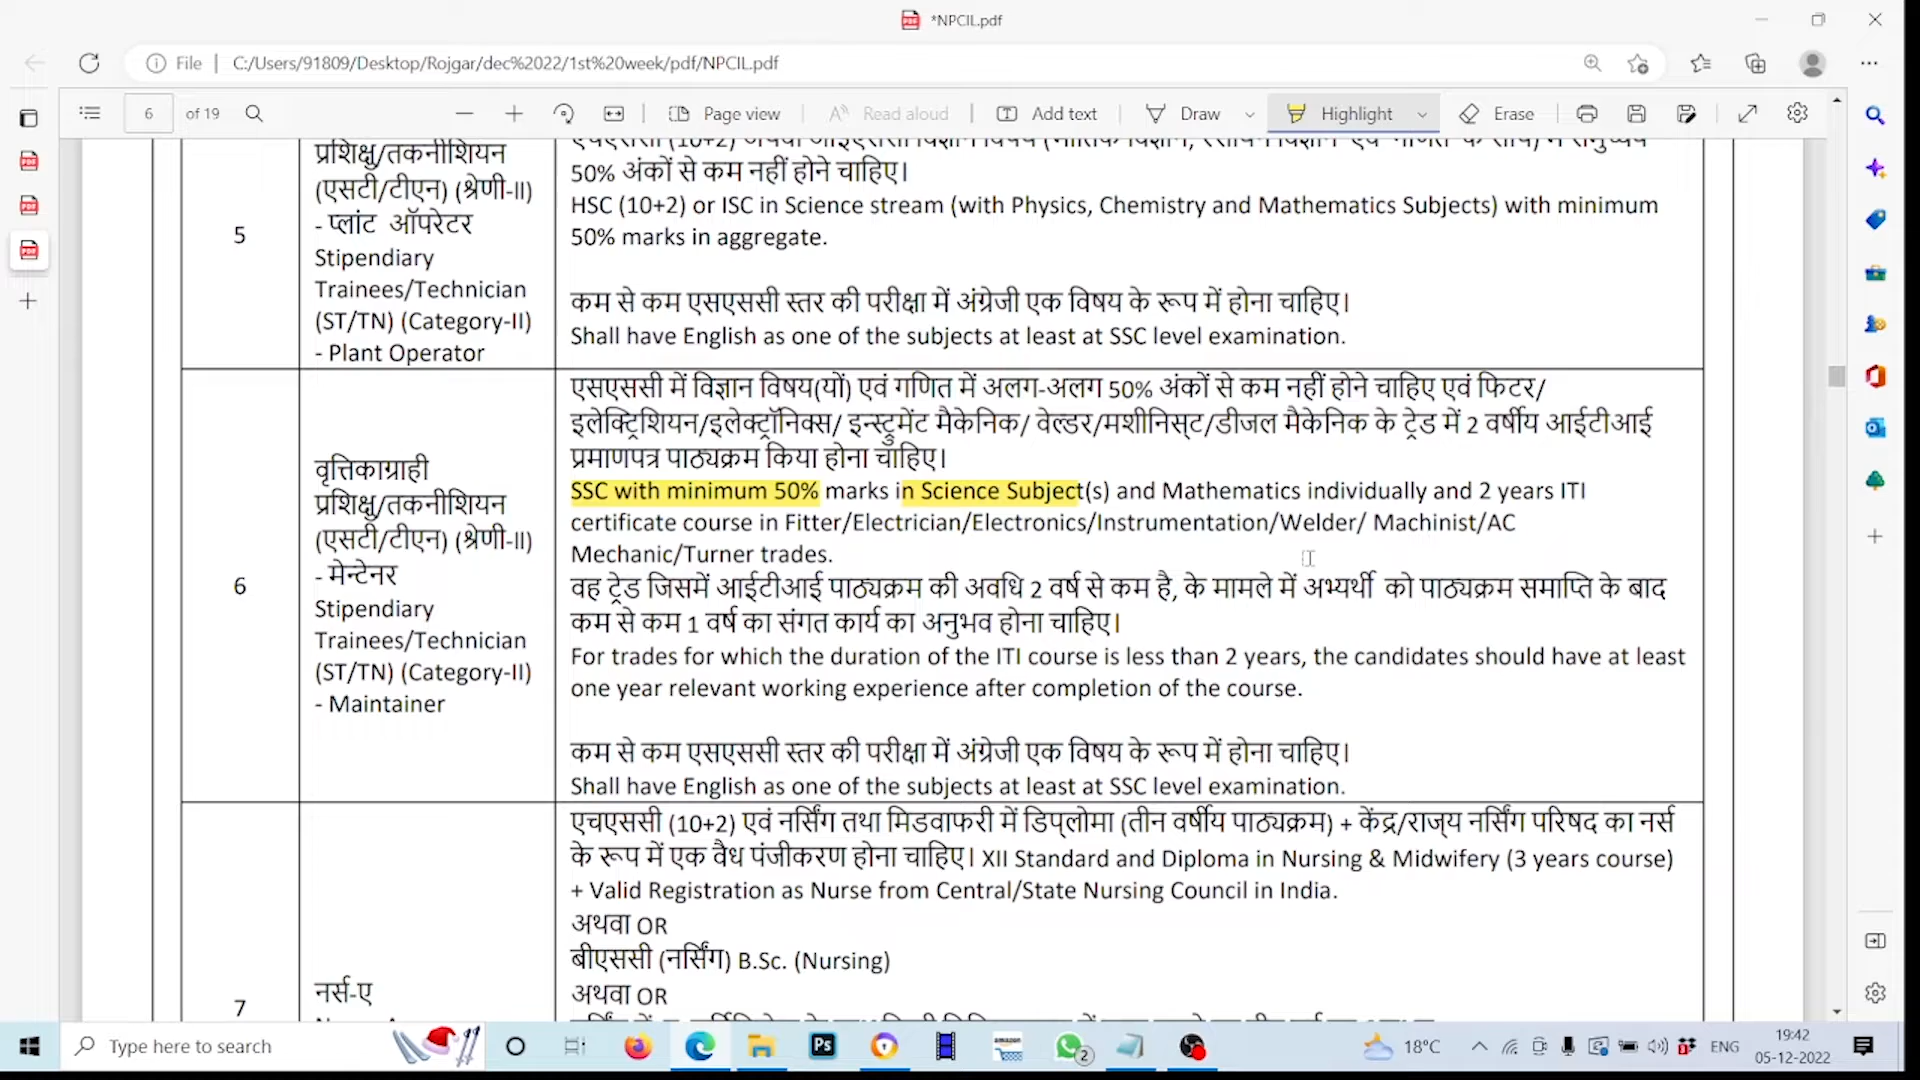 *NPCIL.pdf
File | C:/Users/91809/Desktop/Rojgar/dec%2022/1st%20week/pdf/NPCIL.pdf
6 of 19
Page view
Read aloud
Add text
Draw
Highlight
Erase
5
प्रशिक्षु/तकनीशियन
(एसटी/टीएन) (श्रेणी-II)
- प्लांट ऑपरेटर
Stipendiary
Trainees/Technician
(ST/TN) (Category-II)
- Plant Operator
50% अंकों से कम नहीं होने चाहिए।
HSC (10+2) or ISC in Science stream (with Physics, Chemistry and Mathematics Subjects) with minimum
50% marks in aggregate.
कम से कम एसएससी स्तर की परीक्षा में अंग्रेजी एक विषय के रूप में होना चाहिए।
Shall have English as one of the subjects at least at SSC level examination.
6
वृत्तिकाग्राही
प्रशिक्षु/तकनीशियन
(एसटी/टीएन) (श्रेणी-II)
- मेन्टेनर
Stipendiary
Trainees/Technician
(ST/TN) (Category-II)
- Maintainer
एसएससी में विज्ञान विषय(यों) एवं गणित में अलग-अलग 50% अंकों से कम नहीं होने चाहिए एवं फिटर/
इलेक्ट्रिशियन/इलेक्ट्रॉनिक्स/ इन्स्ट्रुमेंट मैकेनिक/ वेल्डर/मशीनिस्ट/डीजल मैकेनिक के ट्रेड में 2 वर्षीय आईटीआई
प्रमाणपत्र पाठ्यक्रम किया होना चाहिए।
SSC with minimum 50% marks in Science Subject(s) and Mathematics individually and 2 years ITI
certificate course in Fitter/Electrician/Electronics/Instrumentation/Welder/ Machinist/AC
Mechanic/Turner trades.
वह ट्रेड जिसमें आईटीआई पाठ्यक्रम की अवधि 2 वर्ष से कम है, के मामले में अभ्यर्थी को पाठ्यक्रम समाप्ति के बाद
कम से कम 1 वर्ष का संगत कार्य का अनुभव होना चाहिए।
For trades for which the duration of the ITI course is less than 2 years, the candidates should have at least
one year relevant working experience after completion of the course.
कम से कम एसएससी स्तर की परीक्षा में अंग्रेजी एक विषय के रूप में होना चाहिए।
Shall have English as one of the subjects at least at SSC level examination.
7
नर्स-ए
एचएससी (10+2) एवं नर्सिंग तथा मिडवाफरी में डिप्लोमा (तीन वर्षीय पाठ्यक्रम) + केंद्र/राज्य नर्सिंग परिषद का नर्स
के रूप में एक वैध पंजीकरण होना चाहिए। XII Standard and Diploma in Nursing & Midwifery (3 years course)
+ Valid Registration as Nurse from Central/State Nursing Council in India.
अथवा OR
बीएससी (नर्सिंग) B.Sc. (Nursing)
अथवा OR
Type here to search
Ps
amazon
2
18°C
ENG
19:42
05-12-2022